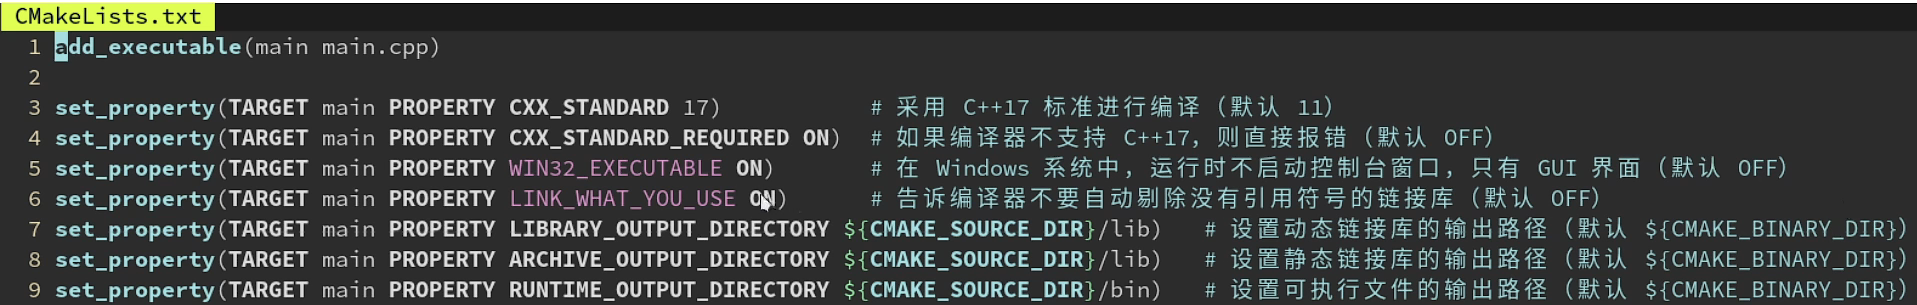 CMakeLists.txt
1 add_executable(main main.cpp)
2
3 set_property(TARGET main PROPERTY CXX_STANDARD 17) # 采用 C++17 标准进行编译（默认 11）
4 set_property(TARGET main PROPERTY CXX_STANDARD_REQUIRED ON) # 如果编译器不支持 C++17，则直接报错（默认 OFF）
5 set_property(TARGET main PROPERTY WIN32_EXECUTABLE ON) # 在 Windows 系统中，运行时不启动控制台窗口，只有 GUI 界面（默认 OFF）
6 set_property(TARGET main PROPERTY LINK_WHAT_YOU_USE ON) # 告诉编译器不要自动剔除没有引用符号的链接库（默认 OFF）
7 set_property(TARGET main PROPERTY LIBRARY_OUTPUT_DIRECTORY ${CMAKE_SOURCE_DIR}/lib) # 设置动态链接库的输出路径（默认 ${CMAKE_BINARY_DIR}）
8 set_property(TARGET main PROPERTY ARCHIVE_OUTPUT_DIRECTORY ${CMAKE_SOURCE_DIR}/lib) # 设置静态链接库的输出路径（默认 ${CMAKE_BINARY_DIR}）
9 set_property(TARGET main PROPERTY RUNTIME_OUTPUT_DIRECTORY ${CMAKE_SOURCE_DIR}/bin) # 设置可执行文件的输出路径（默认 ${CMAKE_BINARY_DIR}）